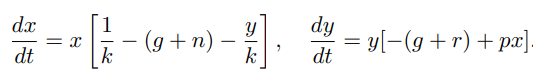 dx/dt = x [1/k − (g + n) − y/k], dy/dt = y[−(g + r) + px].